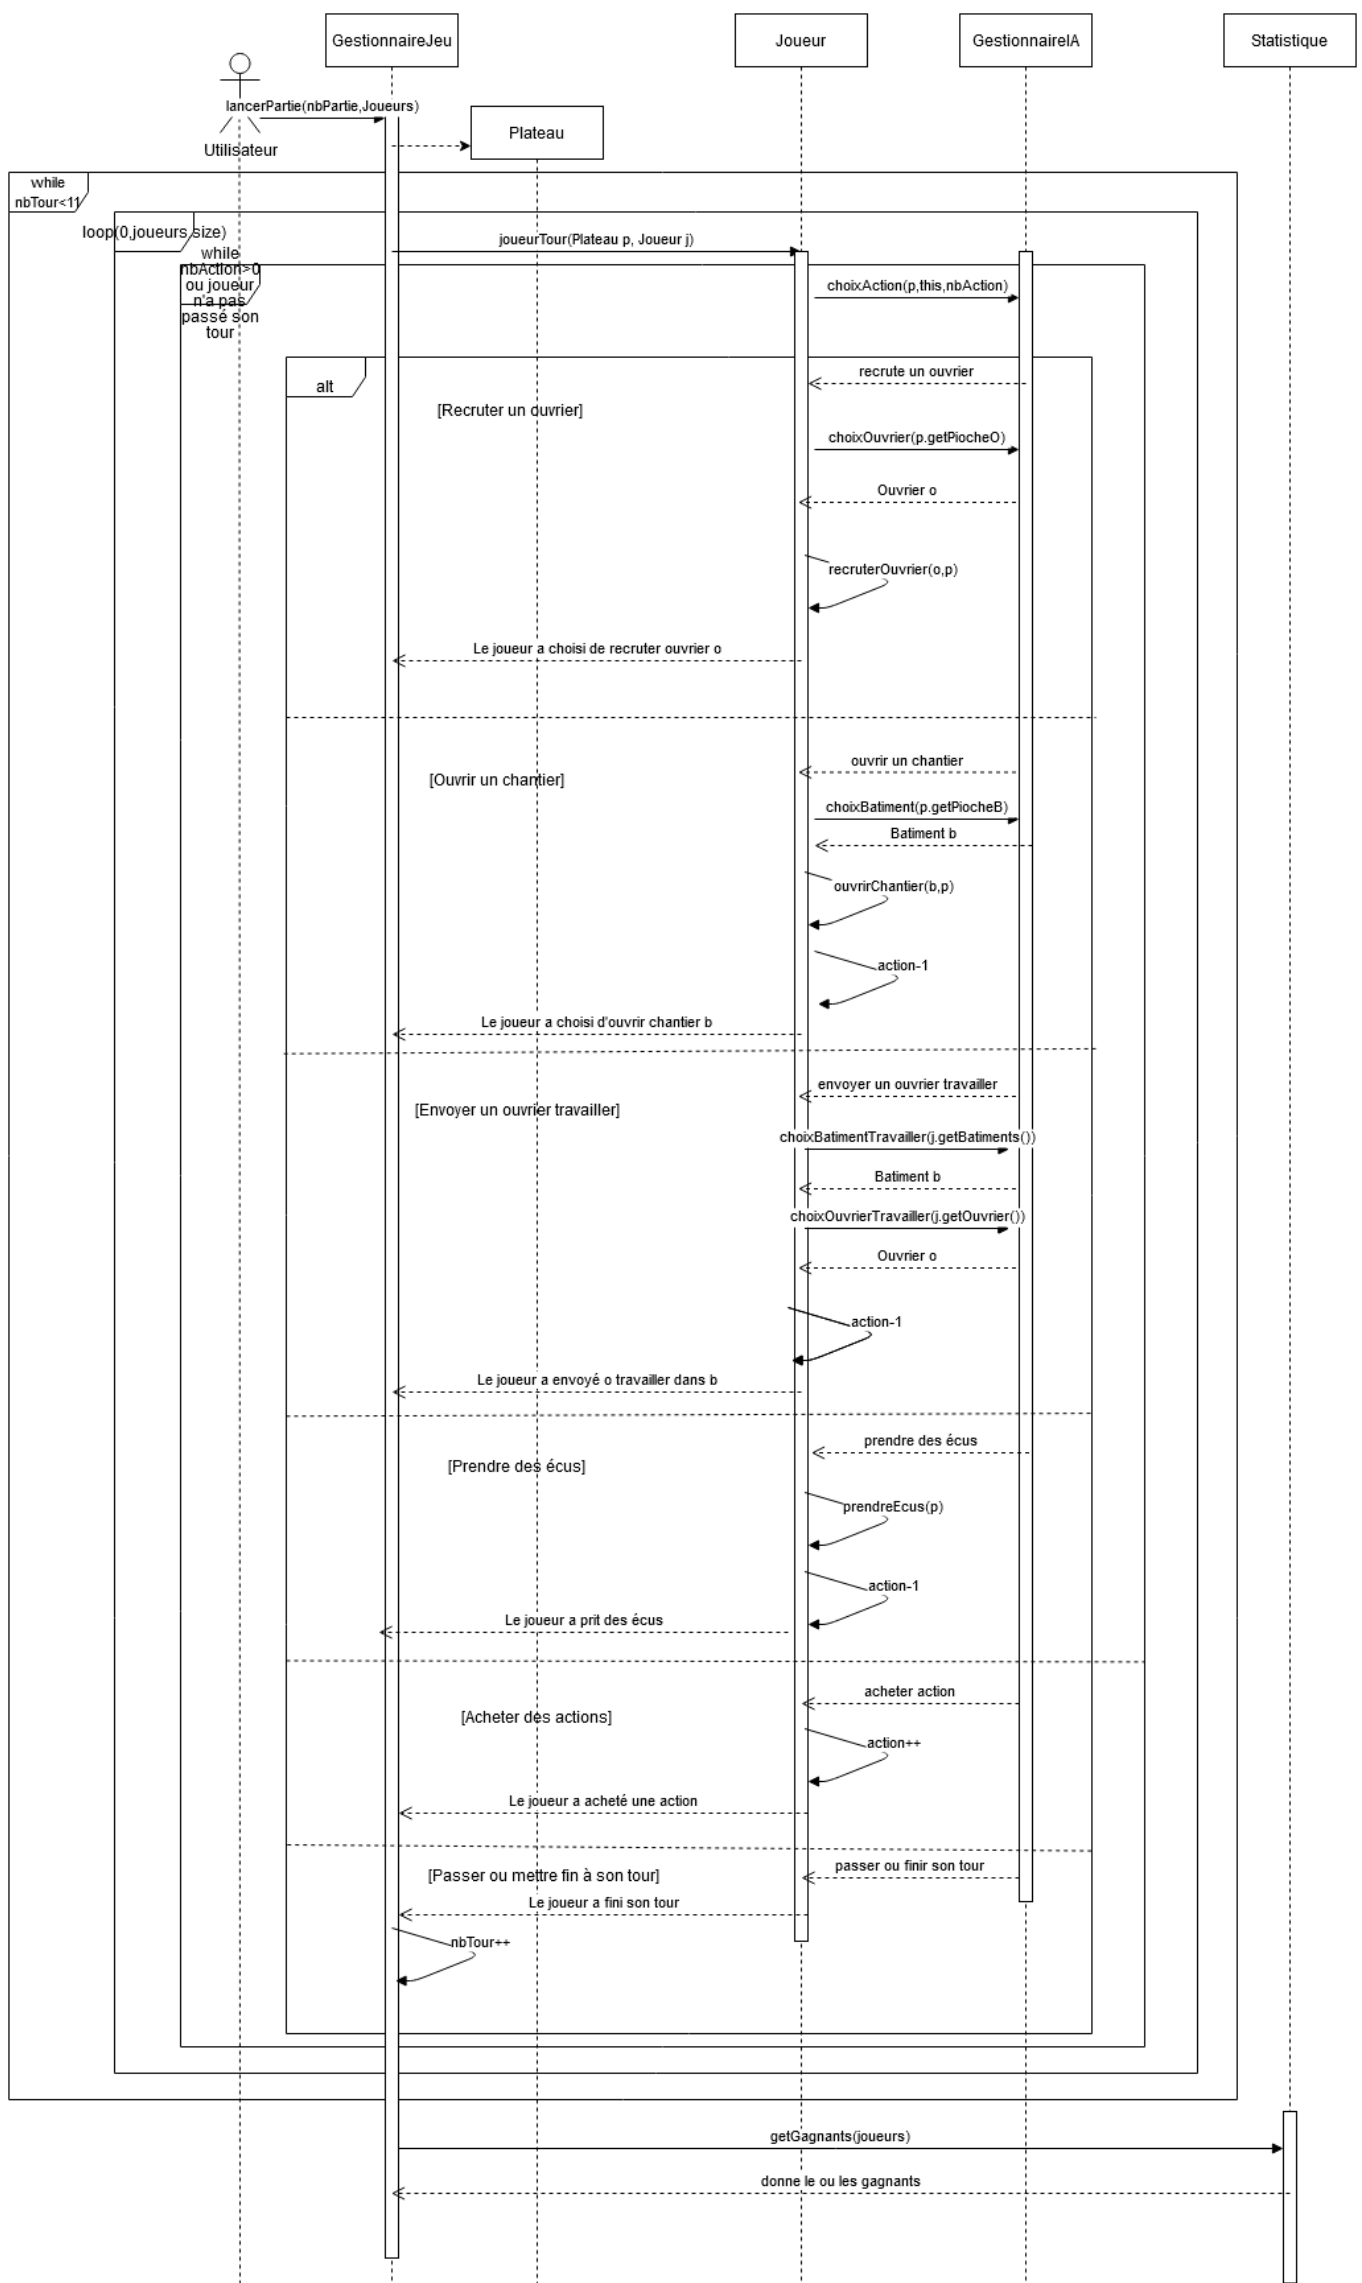 GestionnaireJeu
Joueur
GestionnaireIA
Statistique
lancerPartie(nbPartie,Joueurs)
Plateau
Utilisateur
while
nbTour<11
loop(0,joueurs.size)
joueurTour(Plateau p, Joueur j)
while
nbAction>0
ou joueur
n'a pas
passé son
tour
choixAction(p,this,nbAction)
alt
recrute un ouvrier
[Recruter un ouvrier]
choixOuvrier(p.getPiocheO)
Ouvrier o
recruterOuvrier(o,p)
Le joueur a choisi de recruter ouvrier o
ouvrir un chantier
[Ouvrir un chantier]
choixBatiment(p.getPiocheB)
Batiment b
ouvrirChantier(b,p)
action-1
Le joueur a choisi d'ouvrir chantier b
envoyer un ouvrier travailler
[Envoyer un ouvrier travailler]
choixBatimentTravailler(j.getBatiments())
Batiment b
choixOuvrierTravailler(j.getOuvrier())
Ouvrier o
action-1
Le joueur a envoyé o travailler dans b
prendre des écus
[Prendre des écus]
prendreEcus(p)
action-1
Le joueur a prit des écus
acheter action
[Acheter des actions]
action++
Le joueur a acheté une action
passer ou finir son tour
[Passer ou mettre fin à son tour]
Le joueur a fini son tour
nbTour++
getGagnants(joueurs)
donne le ou les gagnants